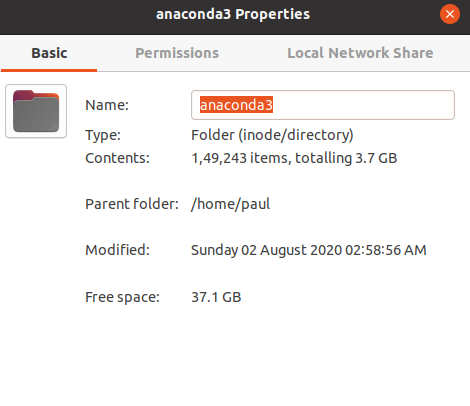 anaconda3 Properties
Basic Permissions Local Network Share
Name: anaconda3
Type: Folder (inode/directory)
Contents: 1,49,243 items, totalling 3.7 GB
Parent folder: /home/paul
Modified: Sunday 02 August 2020 02:58:56 AM
Free space: 37.1 GB